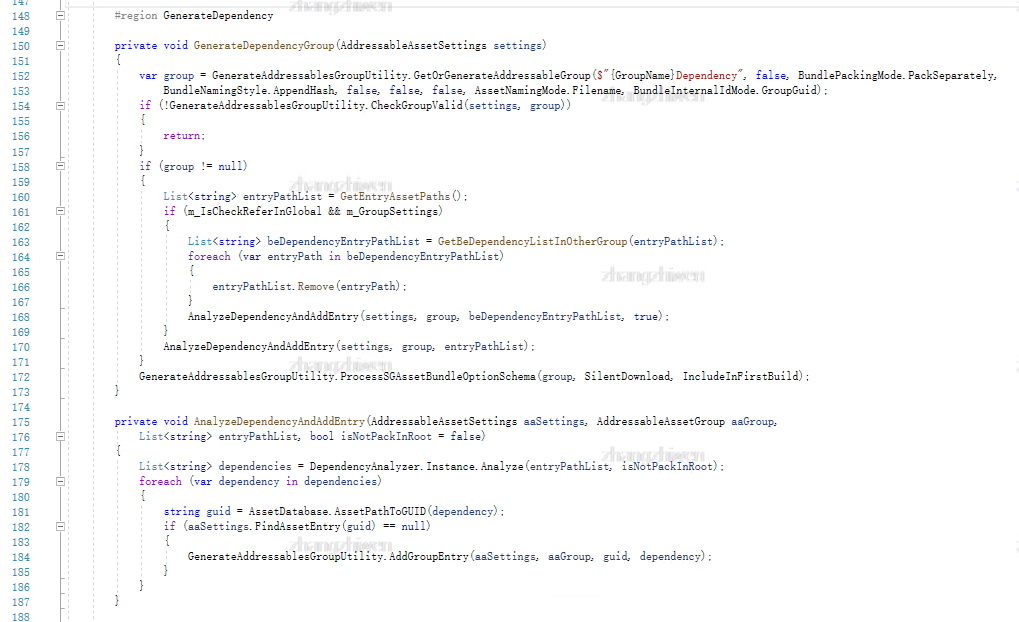 147
148 #region GenerateDependency
149
150 private void GenerateDependencyGroup(AddressableAssetSettings settings)
151 {
152 var group = GenerateAddressablesGroupUtility.GetOrGenerateAddressableGroup($"{GroupName}Dependency", false, BundlePackingMode.PackSeparately,
153 BundleNamingStyle.AppendHash, false, false, false, AssetNamingMode.Filename, BundleInternalIdMode.GroupGuid);
154 if (!GenerateAddressablesGroupUtility.CheckGroupValid(settings, group))
155 {
156 return;
157 }
158 if (group != null)
159 {
160 List<string> entryPathList = GetEntryAssetPaths();
161 if (m_IsCheckReferInGlobal && m_GroupSettings)
162 {
163 List<string> beDependencyEntryPathList = GetBeDependencyListInOtherGroup(entryPathList);
164 foreach (var entryPath in beDependencyEntryPathList)
165 {
166 entryPathList.Remove(entryPath);
167 }
168 AnalyzeDependencyAndAddEntry(settings, group, beDependencyEntryPathList, true);
169 }
170 AnalyzeDependencyAndAddEntry(settings, group, entryPathList);
171 }
172 GenerateAddressablesGroupUtility.ProcessSGAssetBundleOptionSchema(group, SilentDownload, IncludeInFirstBuild);
173 }
174
175 private void AnalyzeDependencyAndAddEntry(AddressableAssetSettings aaSettings, AddressableAssetGroup aaGroup,
176 List<string> entryPathList, bool isNotPackInRoot = false)
177 {
178 List<string> dependencies = DependencyAnalyzer.Instance.Analyze(entryPathList, isNotPackInRoot);
179 foreach (var dependency in dependencies)
180 {
181 string guid = AssetDatabase.AssetPathToGUID(dependency);
182 if (aaSettings.FindAssetEntry(guid) == null)
183 {
184 GenerateAddressablesGroupUtility.AddGroupEntry(aaSettings, aaGroup, guid, dependency);
185 }
186 }
187 }
188